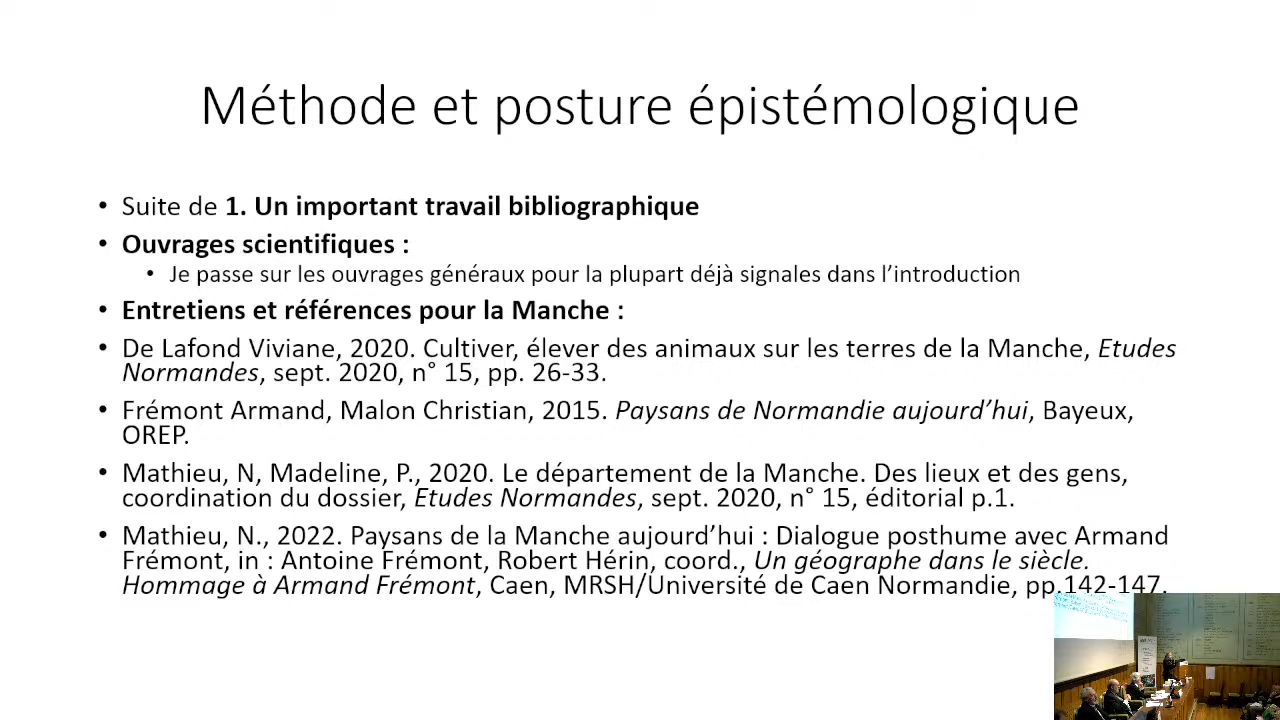 Méthode et posture épistémologique
• Suite de 1. Un important travail bibliographique
• Ouvrages scientifiques :
• Je passe sur les ouvrages généraux pour la plupart déjà signales dans l’introduction
• Entretiens et références pour la Manche :
• De Lafond Viviane, 2020. Cultiver, élever des animaux sur les terres de la Manche, Etudes
Normandes, sept. 2020, n° 15, pp. 26-33.
• Frémont Armand, Malon Christian, 2015. Paysans de Normandie aujourd’hui, Bayeux,
OREP.
• Mathieu, N, Madeline, P., 2020. Le département de la Manche. Des lieux et des gens,
coordination du dossier, Etudes Normandes, sept. 2020, n° 15, éditorial p.1.
• Mathieu, N., 2022. Paysans de la Manche aujourd’hui : Dialogue posthume avec Armand
Frémont, in : Antoine Frémont, Robert Hérin, coord., Un géographe dans le siècle.
Hommage à Armand Frémont, Caen, MRSH/Université de Caen Normandie, pp.142-147.